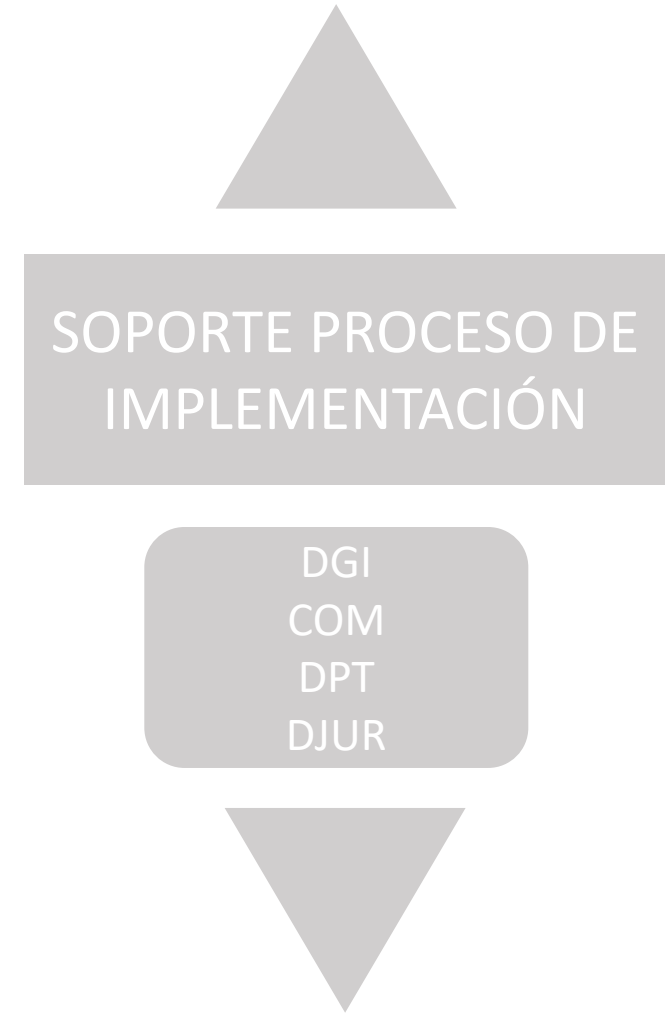 SOPORTE PROCESO DE
IMPLEMENTACIÓN
DGI
COM
DPT
DJUR